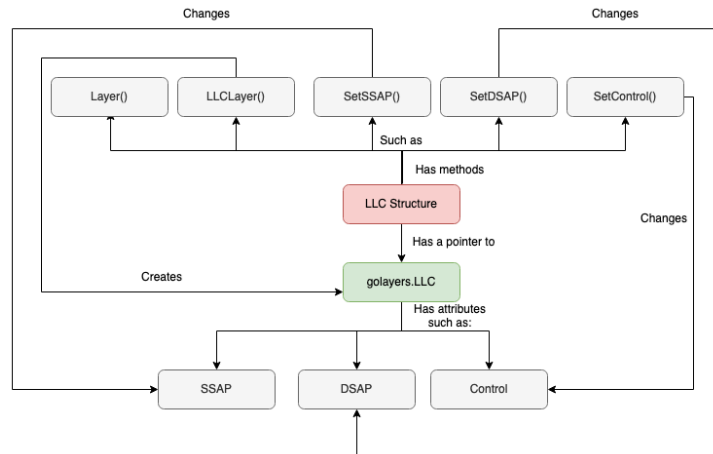 Changes
Changes
Layer()
LLCLayer()
SetSSAP()
SetDSAP()
SetControl()
Such as
Has methods
LLC Structure
Changes
Has a pointer to
Creates
golayers.LLC
Has attributes
such as:
SSAP
DSAP
Control